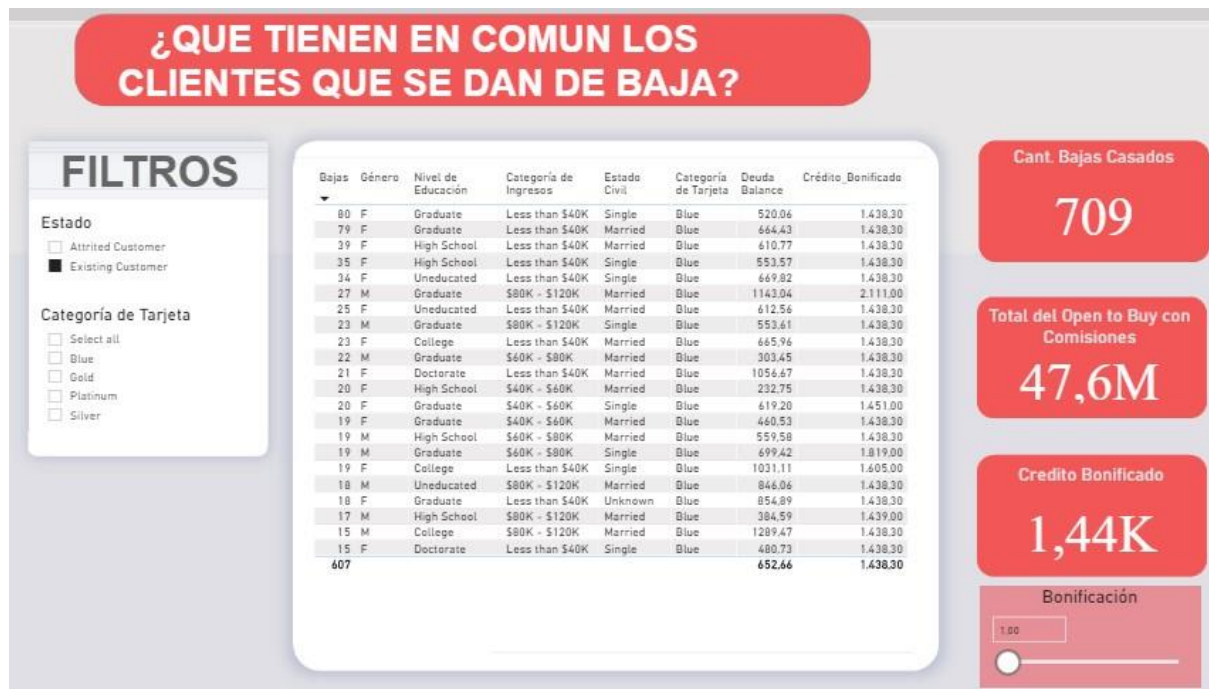 ¿QUE TIENEN EN COMUN LOS
CLIENTES QUE SE DAN DE BAJA?
FILTROS
Estado
Attrited Customer
Existing Customer
Categoría de Tarjeta
Select all
Blue
Gold
Platinum
Silver
Bajas Género Nivel de Educación Categoría de Ingresos Estado Civil Categoría de Tarjeta Deuda Balance Crédito_Bonificado
80 F Graduate Less than $40K Single Blue 520,06 1.438,30
79 F Graduate Less than $40K Married Blue 664,43 1.438,30
39 F High School Less than $40K Married Blue 610,77 1.438,30
35 F High School Less than $40K Single Blue 553,57 1.438,30
34 F Uneducated Less than $40K Single Blue 669,82 1.438,30
27 M Graduate $80K - $120K Married Blue 1143,04 2.111,00
25 F Uneducated Less than $40K Married Blue 612,56 1.438,30
23 M Graduate $80K - $120K Single Blue 553,61 1.438,30
23 F College Less than $40K Married Blue 665,96 1.438,30
22 M Graduate $60K - $80K Married Blue 303,45 1.438,30
21 F Doctorate Less than $40K Married Blue 1056,67 1.438,30
20 F High School $40K - $60K Married Blue 232,75 1.438,30
20 F Graduate $40K - $60K Single Blue 619,20 1.451,00
19 F Graduate $40K - $60K Married Blue 460,53 1.438,30
19 M High School $60K - $80K Married Blue 559,58 1.438,30
19 M Graduate $60K - $80K Single Blue 699,42 1.819,00
19 F College Less than $40K Single Blue 1031,11 1.605,00
18 M Uneducated $80K - $120K Married Blue 846,06 1.438,30
18 F Graduate Less than $40K Unknown Blue 854,89 1.438,30
17 M High School $80K - $120K Married Blue 384,59 1.439,00
15 M College $80K - $120K Married Blue 1289,47 1.438,30
15 F Doctorate Less than $40K Single Blue 480,73 1.438,30
607 652,66 1.438,30
Cant. Bajas Casados
709
Total del Open to Buy con
Comisiones
47,6M
Credito Bonificado
1,44K
Bonificación
1,00